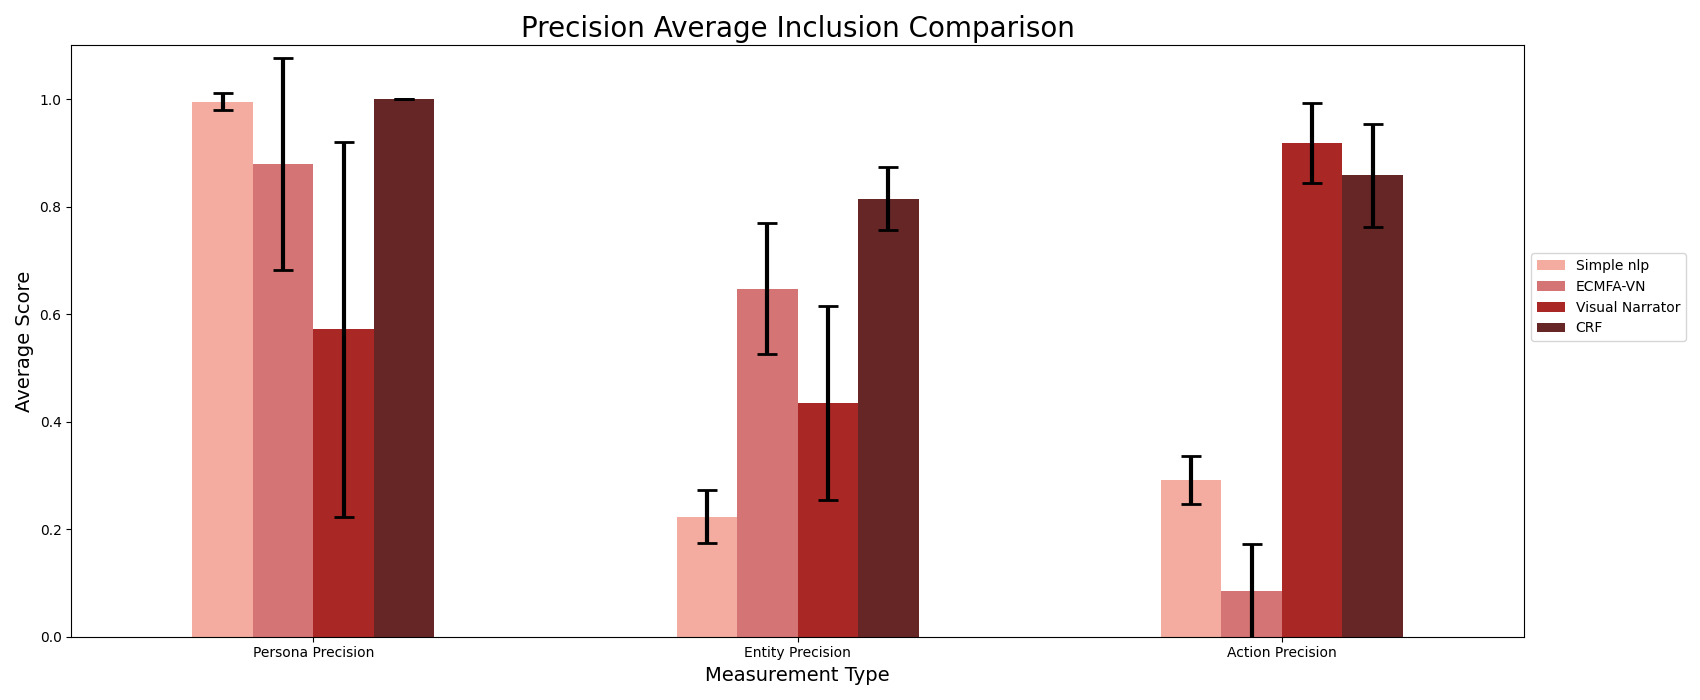 Precision Average Inclusion Comparison
Average Score
1.0
0.8
0.6
0.4
0.2
0.0
Persona Precision
Entity Precision
Action Precision
Measurement Type
Simple nlp
ECMFA-VN
Visual Narrator
CRF